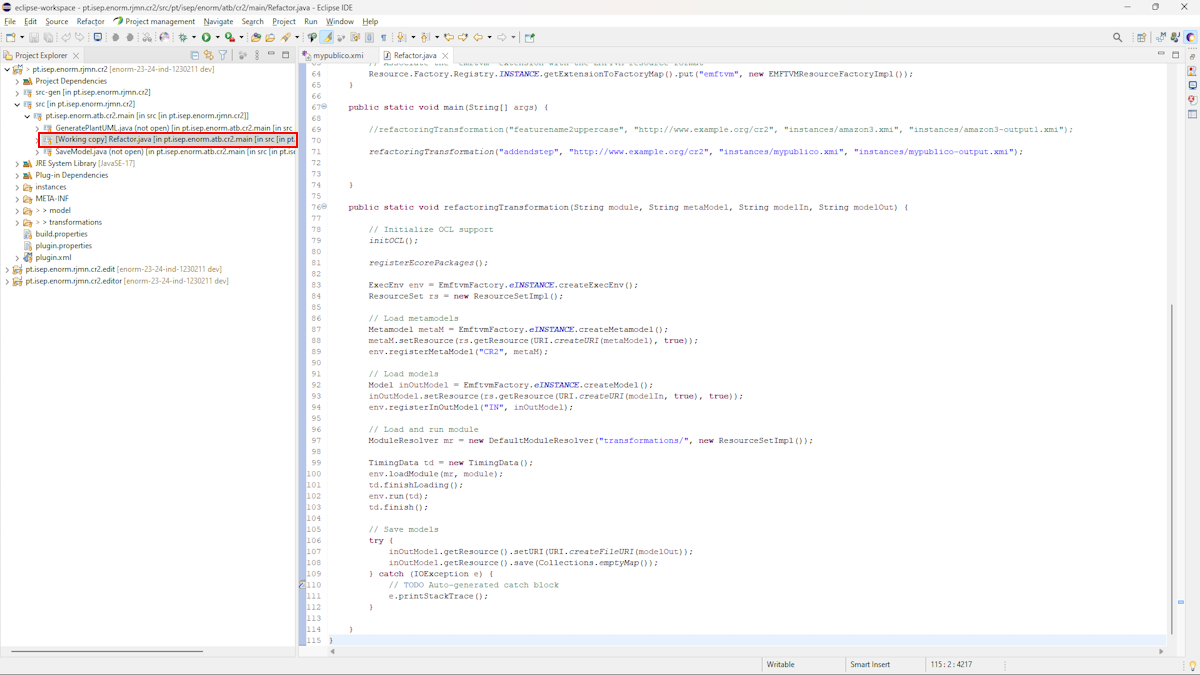 eclipse-workspace - pt.isep.enorm.rjmn.cr2/src/pt/isep/enorm/atb/cr2/main/Refactor.java - Eclipse IDE
File Edit Source Refactor Project management Navigate Search Project Run Window Help
Project Explorer
pt.isep.enorm.rjmn.cr2 [enorm-23-24-ind-1230211 dev]
Project Dependencies
src-gen [in pt.isep.enorm.rjmn.cr2]
src [in pt.isep.enorm.rjmn.cr2]
pt.isep.enorm.atb.cr2.main [in src [in pt.isep.enorm.rjmn.cr2]]
GeneratePlantUML.java (not open) [in pt.isep.enorm.atb.cr2.main [in src
[Working copy] Refactor.java [in pt.isep.enorm.atb.cr2.main [in src [in pt.
SaveModel.java (not open) [in pt.isep.enorm.atb.cr2.main [in src [in pt.ise
JRE System Library [JavaSE-17]
Plug-in Dependencies
instances
META-INF
> model
> transformations
build.properties
plugin.properties
plugin.xml
pt.isep.enorm.rjmn.cr2.edit [enorm-23-24-ind-1230211 dev]
pt.isep.enorm.rjmn.cr2.editor [enorm-23-24-ind-1230211 dev]
mypublico.xmi Refactor.java
64 Resource.Factory.Registry.INSTANCE.getExtensionToFactoryMap().put("emftvm", new EMFTVMResourceFactoryImpl());
65 }
66
67 public static void main(String[] args) {
68
69 //refactoringTransformation("featurename2uppercase", "http://www.example.org/cr2", "instances/amazon3.xmi", "instances/amazon3-output1.xmi");
70
71 refactoringTransformation("addendstep", "http://www.example.org/cr2", "instances/mypublico.xmi", "instances/mypublico-output.xmi");
72
73
74 }
75
76 public static void refactoringTransformation(String module, String metaModel, String modelIn, String modelOut) {
77
78 // Initialize OCL support
79 initOCL();
80
81 registerEcorePackages();
82
83 ExecEnv env = EmftvmFactory.eINSTANCE.createExecEnv();
84 ResourceSet rs = new ResourceSetImpl();
85
86 // Load metamodels
87 Metamodel metaM = EmftvmFactory.eINSTANCE.createMetamodel();
88 metaM.setResource(rs.getResource(URI.createURI(metaModel), true));
89 env.registerMetaModel("CR2", metaM);
90
91 // Load models
92 Model inOutModel = EmftvmFactory.eINSTANCE.createModel();
93 inOutModel.setResource(rs.getResource(URI.createURI(modelIn, true), true));
94 env.registerInOutModel("IN", inOutModel);
95
96 // Load and run module
97 ModuleResolver mr = new DefaultModuleResolver("transformations/", new ResourceSetImpl());
98
99 TimingData td = new TimingData();
100 env.loadModule(mr, module);
101 td.finishLoading();
102 env.run(td);
103 td.finish();
104
105 // Save models
106 try {
107 inOutModel.getResource().setURI(URI.createFileURI(modelOut));
108 inOutModel.getResource().save(Collections.emptyMap());
109 } catch (IOException e) {
110 // TODO Auto-generated catch block
111 e.printStackTrace();
112 }
113
114 }
115 }
Writable Smart Insert 115 : 2 : 4217